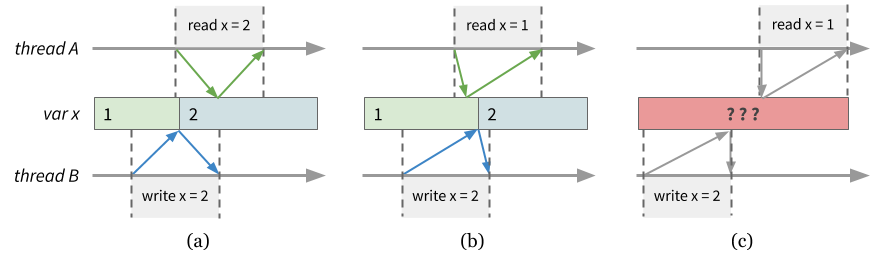 read x = 2
thread A
var x
1
2
thread B
write x = 2
(a)
read x = 1
1
2
write x = 2
(b)
read x = 1
? ? ?
write x = 2
(c)